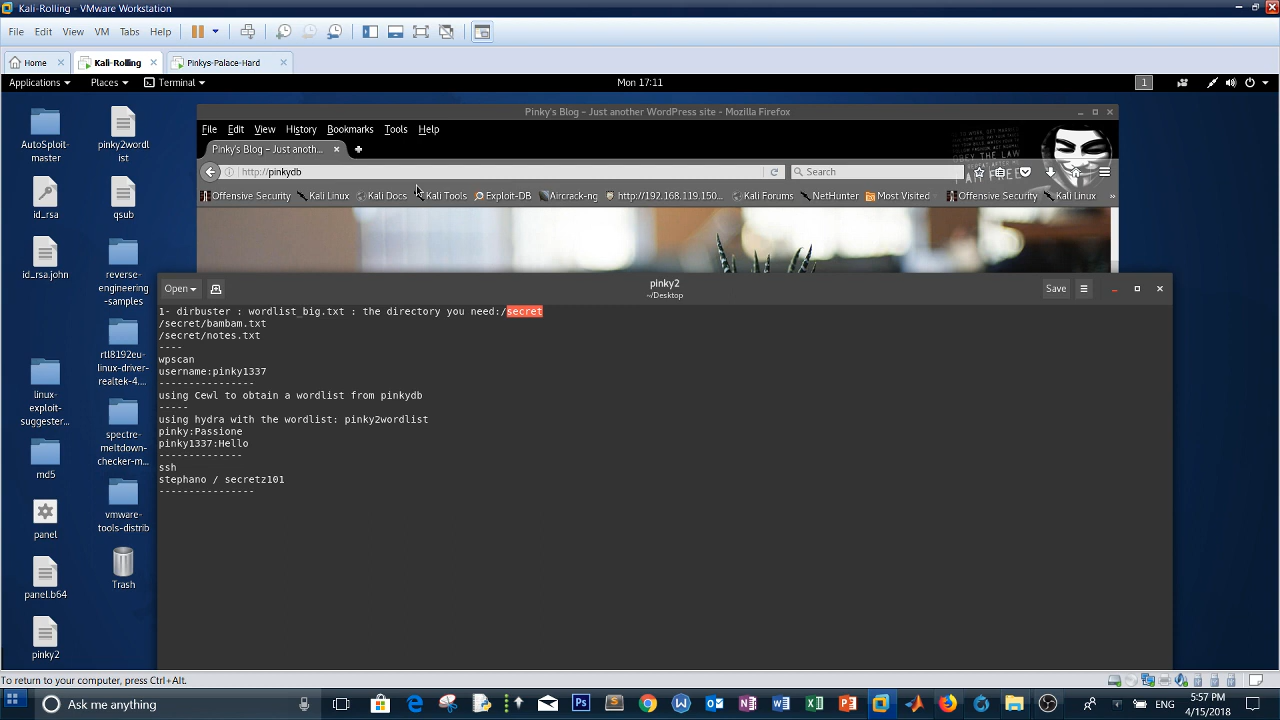 Kali-Rolling - VMware Workstation
File Edit View VM Tabs Help
Home Kali-Rolling Pinkys-Palace-Hard
Applications Places Terminal Mon 17:11 1
Pinky's Blog – Just another WordPress site - Mozilla Firefox
File Edit View History Bookmarks Tools Help
Pinky's Blog – Just anoth...
http://pinkydb Search
Offensive Security Kali Linux Kali Docs Kali Tools Exploit-DB Aircrack-ng http://192.168.119.150... Kali Forums NetHunter Most Visited Offensive Security Kali Linux »
AutoSploit-master
pinky2wordlist
id_rsa
qsub
id_rsa.john
reverse-engineering-samples
linux-exploit-suggester...
rtl8192eu-linux-driver-realtek-4....
md5
spectre-meltdown-checker-m...
panel
vmware-tools-distrib
panel.b64
Trash
pinky2
Open pinky2 Save
~/Desktop
1- dirbuster : wordlist_big.txt : the directory you need:/secret
/secret/bambam.txt
/secret/notes.txt
----
wpscan
username:pinky1337
----------------
using Cewl to obtain a wordlist from pinkydb
-----
using hydra with the wordlist: pinky2wordlist
pinky:Passione
pinky1337:Hello
--------------
ssh
stephano / secretz101
----------------
To return to your computer, press Ctrl+Alt.
Ask me anything
ENG
5:57 PM
4/15/2018